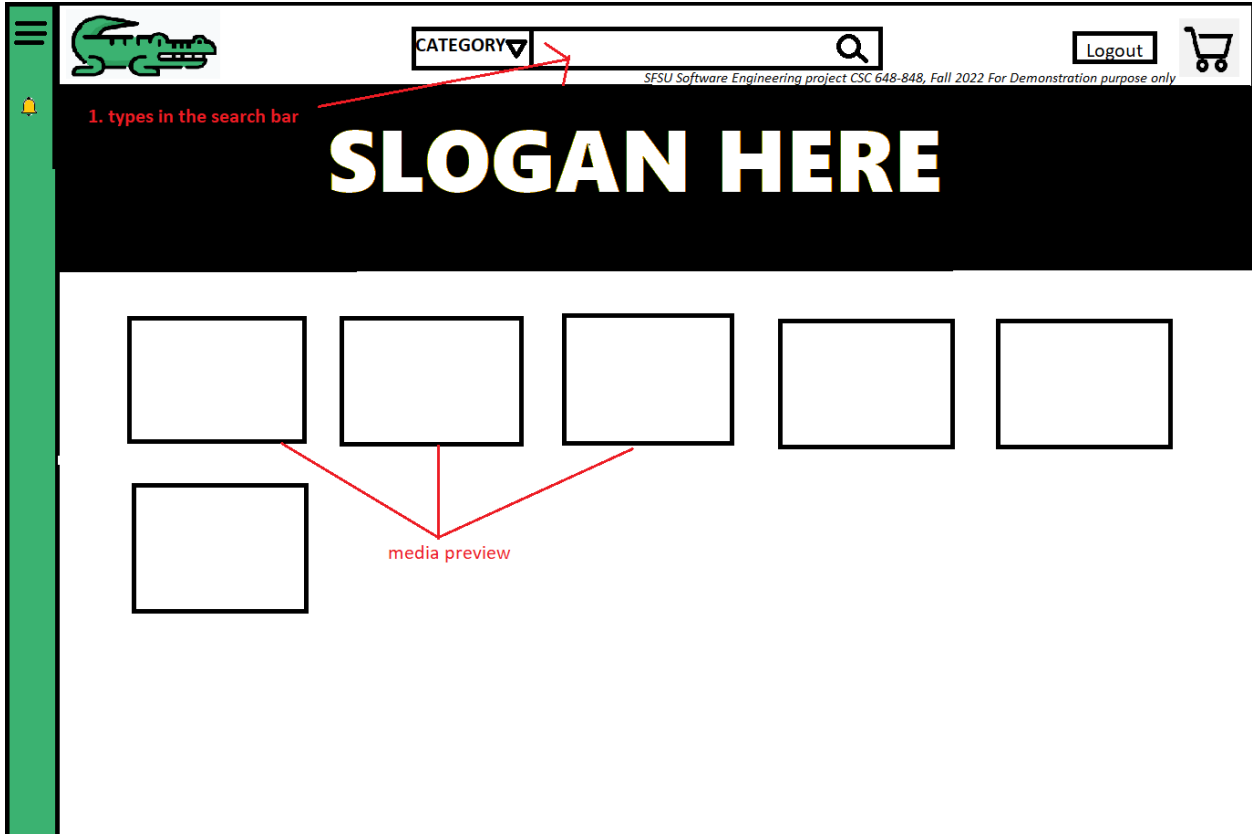 CATEGORY
Logout
SFSU Software Engineering project CSC 648-848, Fall 2022 For Demonstration purpose only
1. types in the search bar
SLOGAN HERE
media preview